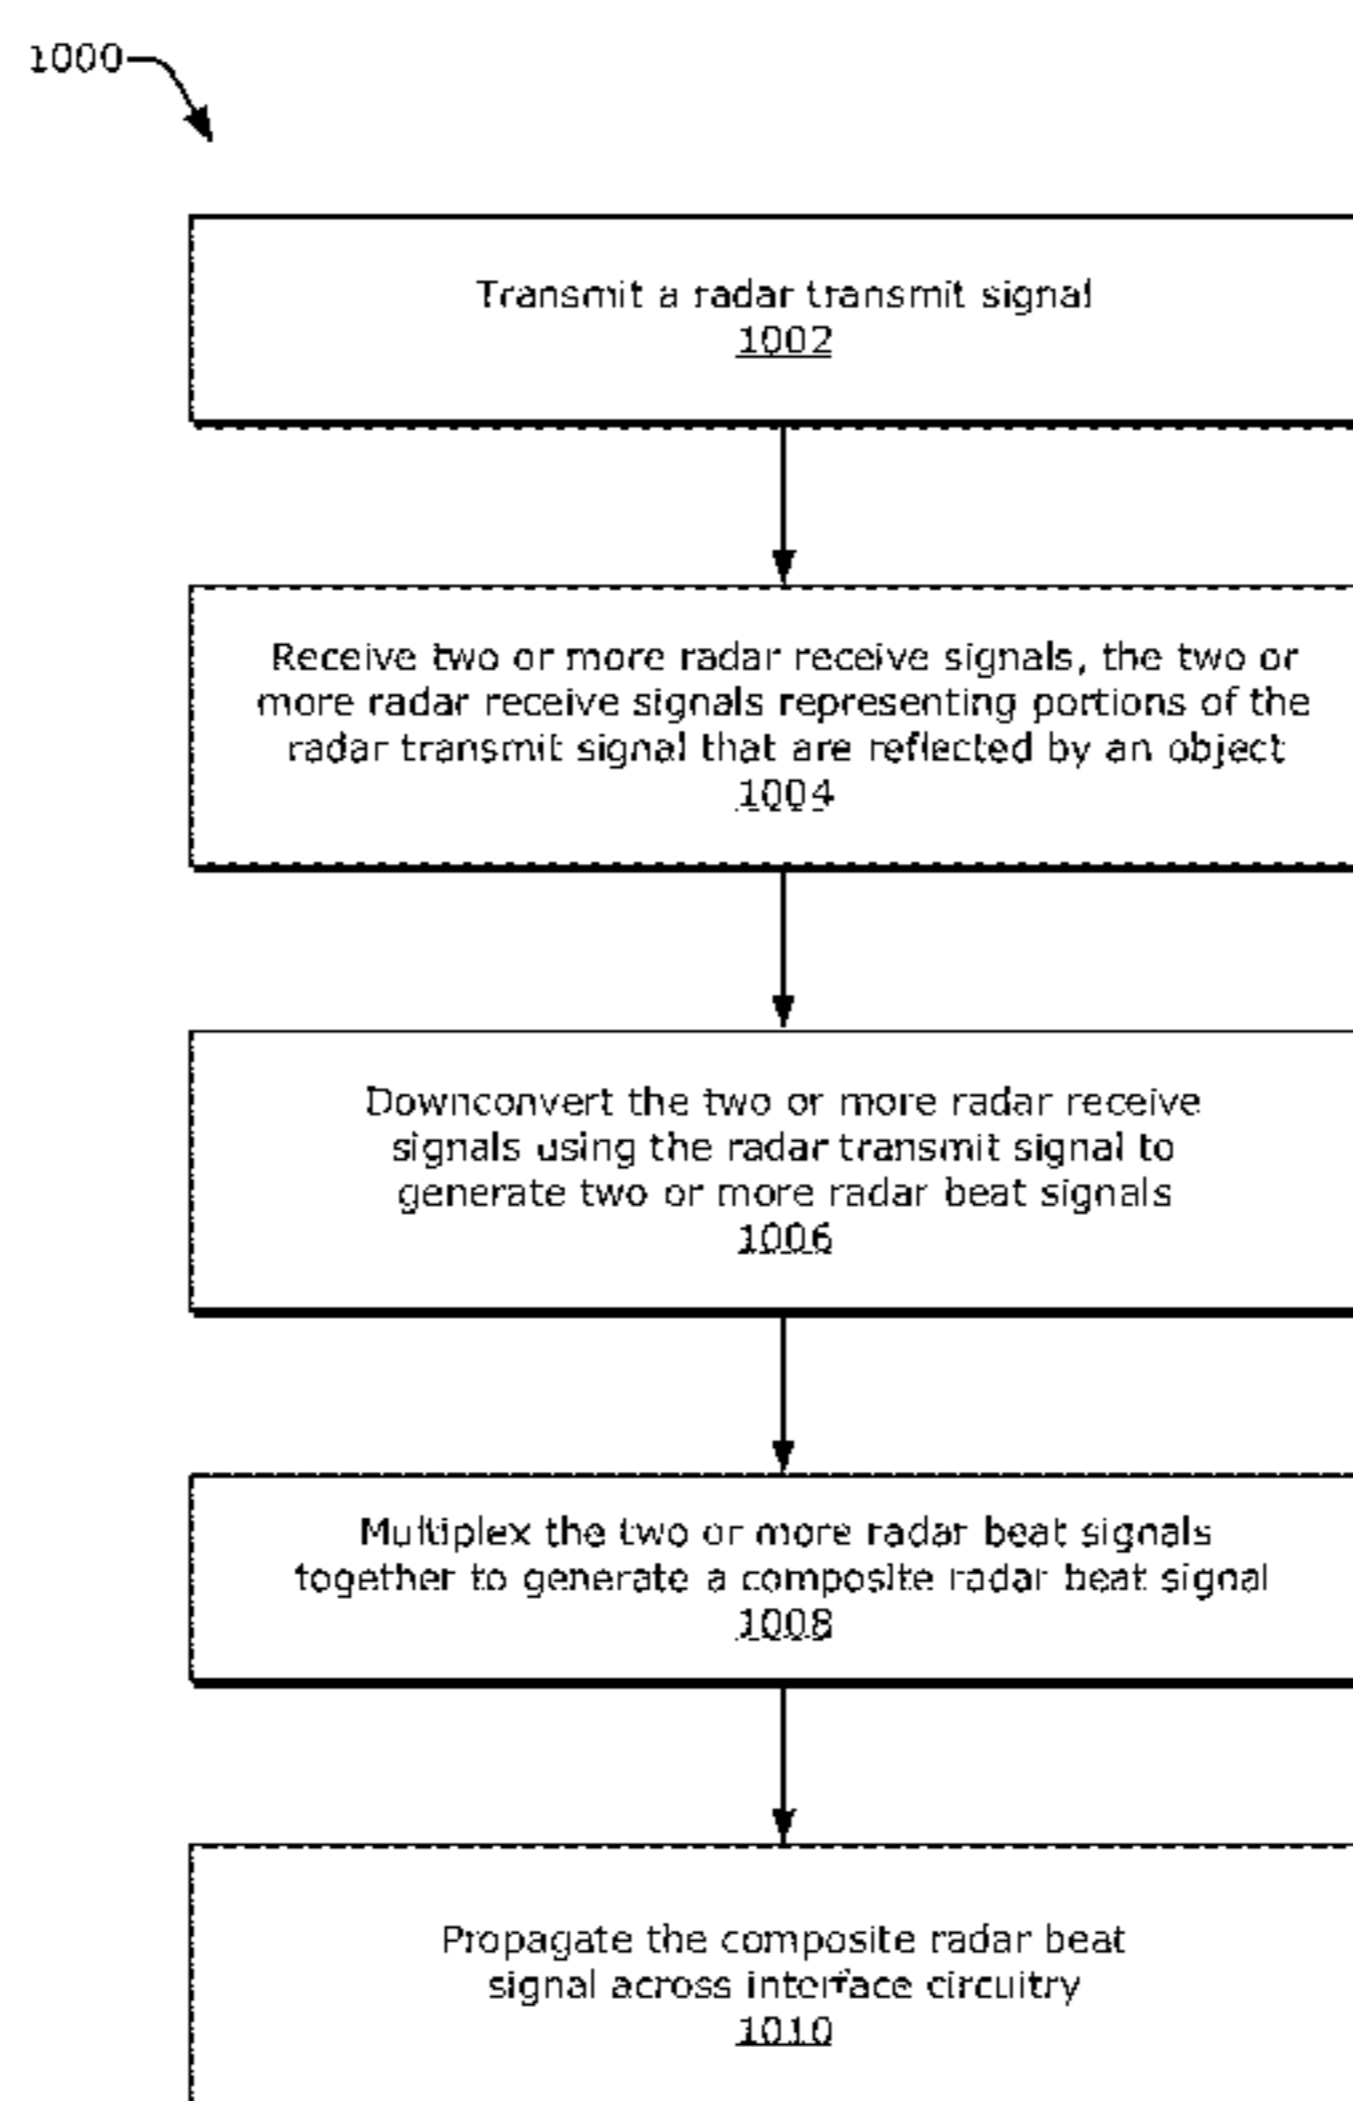 1000
Transmit a radar transmit signal
1002
Receive two or more radar receive signals, the two or
more radar receive signals representing portions of the
radar transmit signal that are reflected by an object
1004
Downconvert the two or more radar receive
signals using the radar transmit signal to
generate two or more radar beat signals
1006
Multiplex the two or more radar beat signals
together to generate a composite radar beat signal
1008
Propagate the composite radar beat
signal across interface circuitry
1010